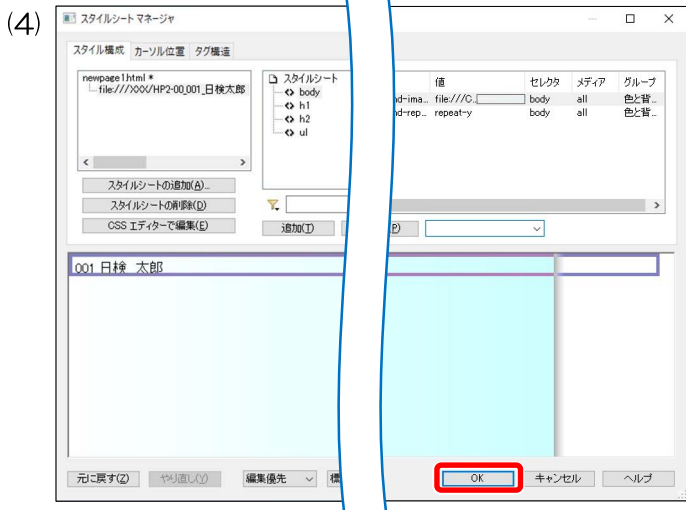 (4)
スタイルシート マネージャ
スタイル構成 カーソル位置 タグ構造
newpage1.html *
file:///XXX/HP2-00_001_日検太郎
スタイルシート
body
h1
h2
ul
値 セレクタ メディア グループ
nd-ima... file:///C... body all 色と背...
nd-rep... repeat-y body all 色と背...
スタイルシートの追加(A)...
スタイルシートの削除(D)
CSS エディターで編集(E)
追加(T) P)
001 日検 太郎
元に戻す(Z) やり直し(Y) 編集優先 標 OK キャンセル ヘルプ